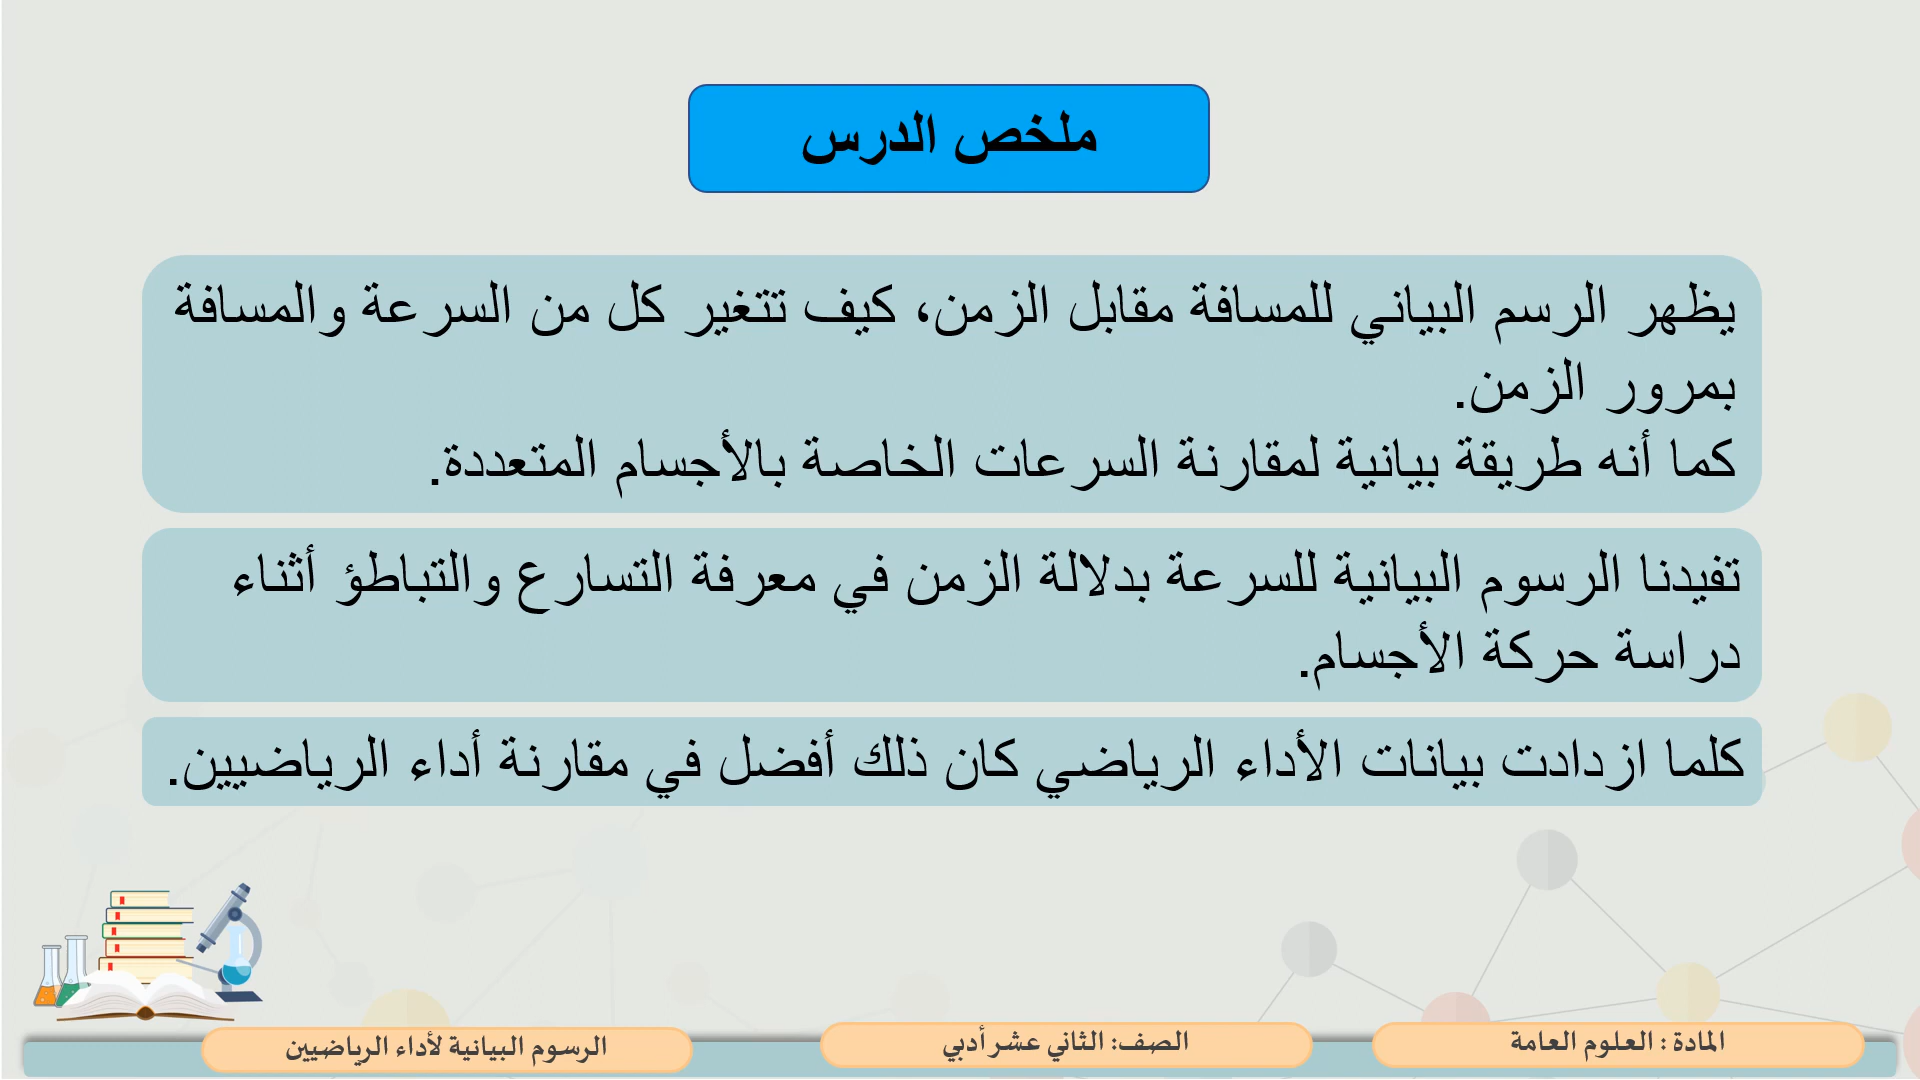 ملخص الدرس
يظهر الرسم البياني للمسافة مقابل الزمن، كيف تتغير كل من السرعة والمسافة
بمرور الزمن.
كما أنه طريقة بيانية لمقارنة السرعات الخاصة بالأجسام المتعددة.
تفيدنا الرسوم البيانية للسرعة بدلالة الزمن في معرفة التسارع والتباطؤ أثناء
دراسة حركة الأجسام.
كلما ازدادت بيانات الأداء الرياضي كان ذلك أفضل في مقارنة أداء الرياضيين.
المادة : العلوم العامة
الصف: الثاني عشر أدبي
الرسوم البيانية لأداء الرياضيين